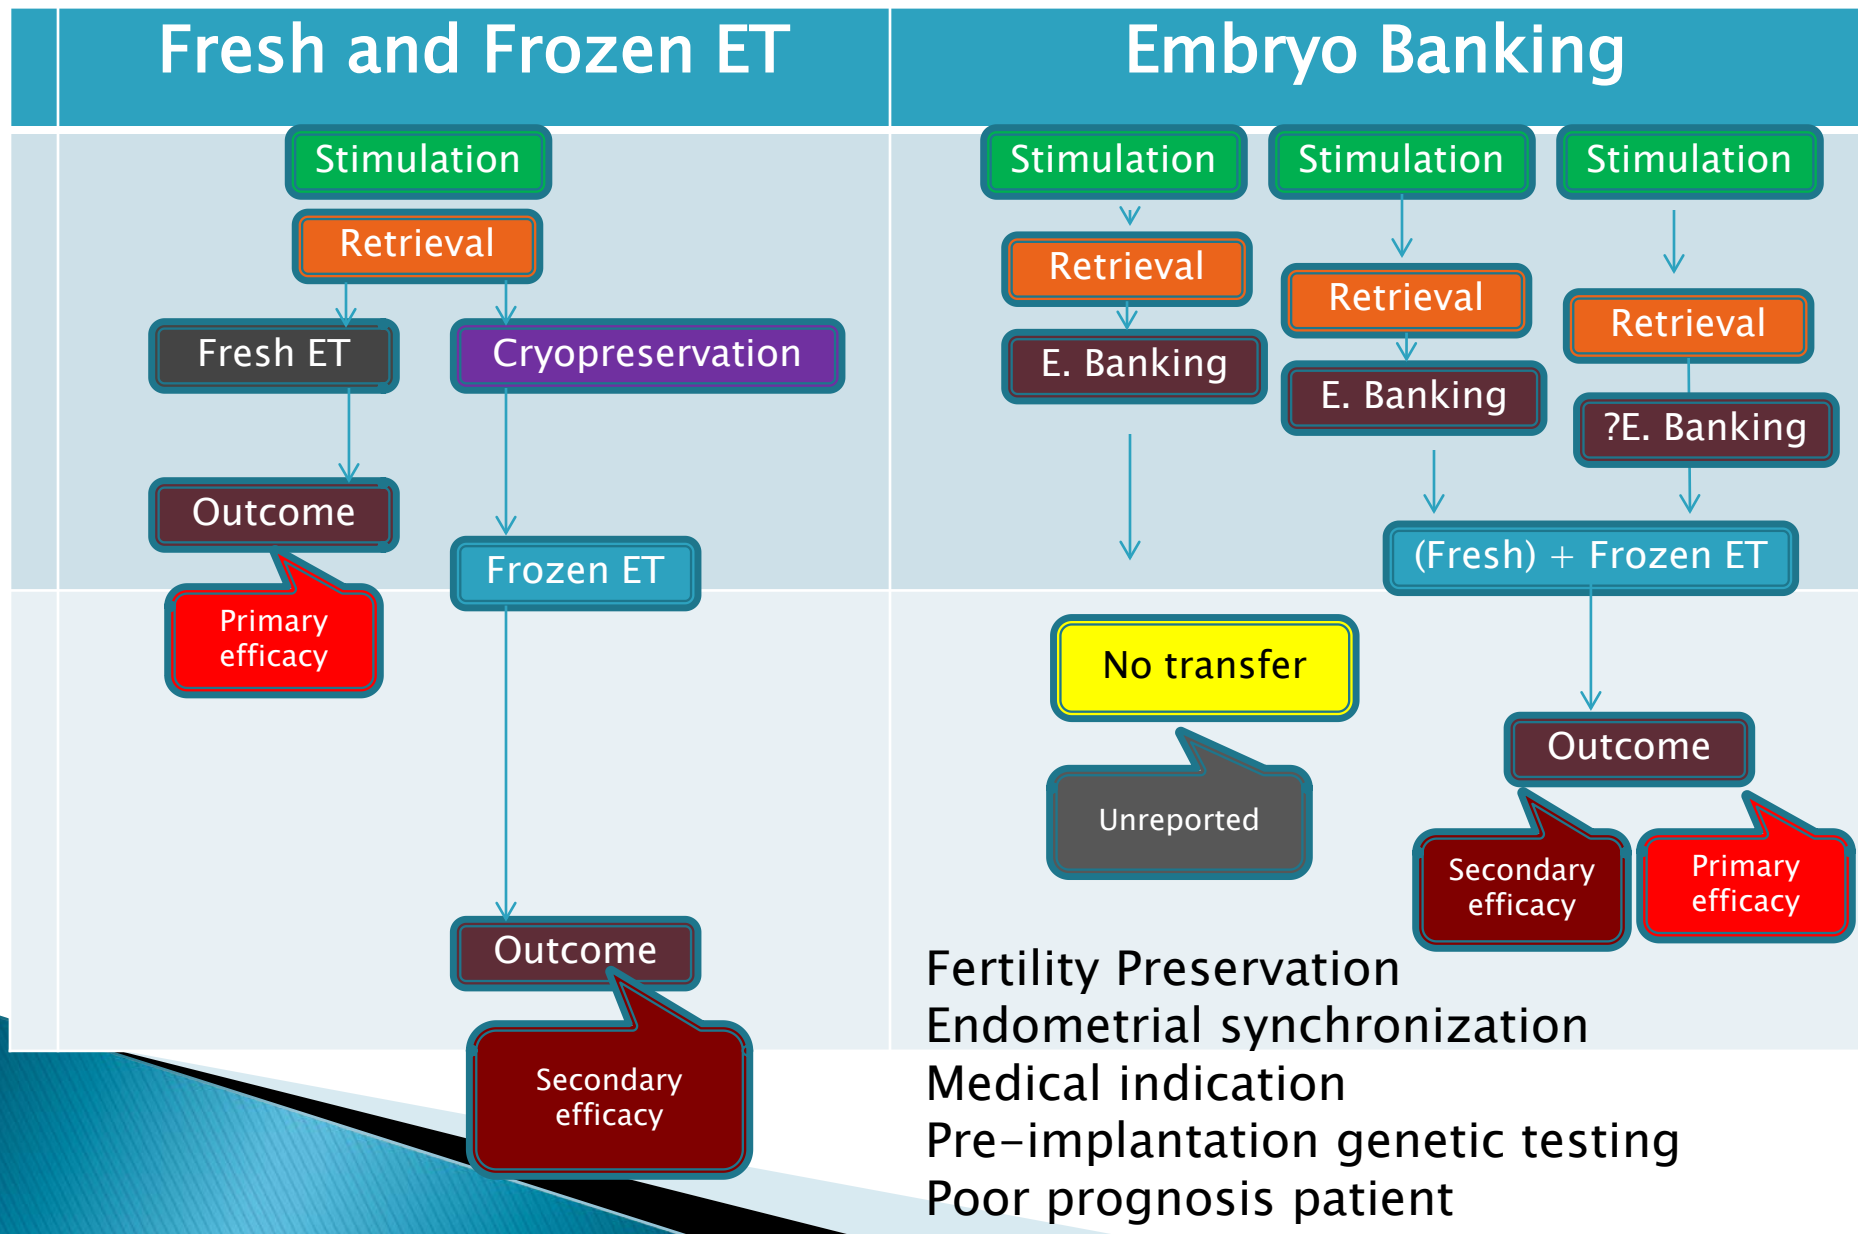 Fresh and Frozen ET
Stimulation
Retrieval
Fresh ET
Cryopreservation
Outcome
Primary
efficacy
Frozen ET
Outcome
Secondary
efficacy
Embryo Banking
Stimulation
Stimulation
Stimulation
Retrieval
Retrieval
Retrieval
E. Banking
E. Banking
?E. Banking
(Fresh) + Frozen ET
No transfer
Unreported
Outcome
Secondary
efficacy
Primary
efficacy
Fertility Preservation
Endometrial synchronization
Medical indication
Pre-implantation genetic testing
Poor prognosis patient